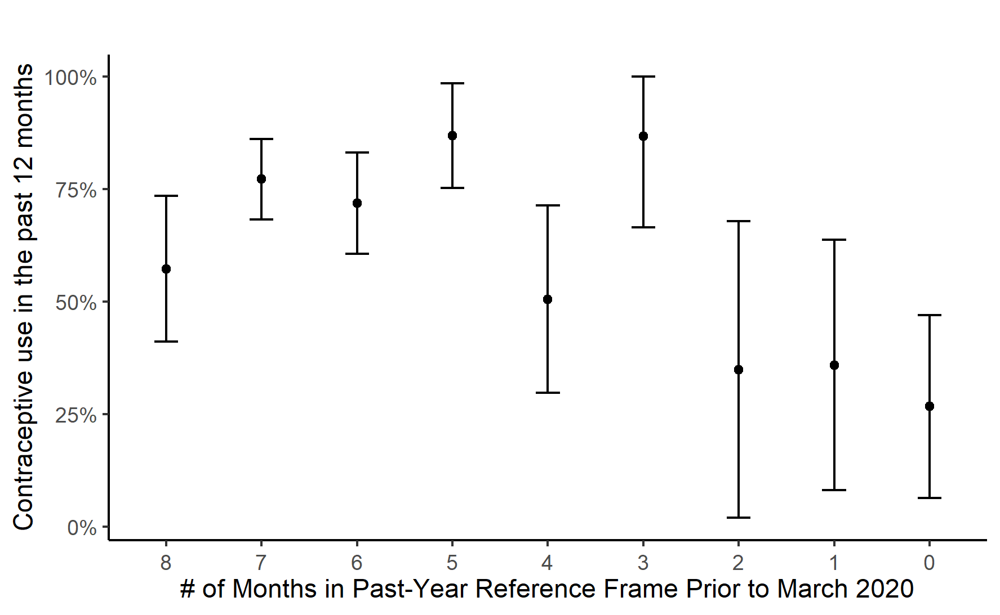 Contraceptive use in the past 12 months
100%
75%
50%
25%
0%
8 7 6 5 4 3 2 1 0
# of Months in Past-Year Reference Frame Prior to March 2020